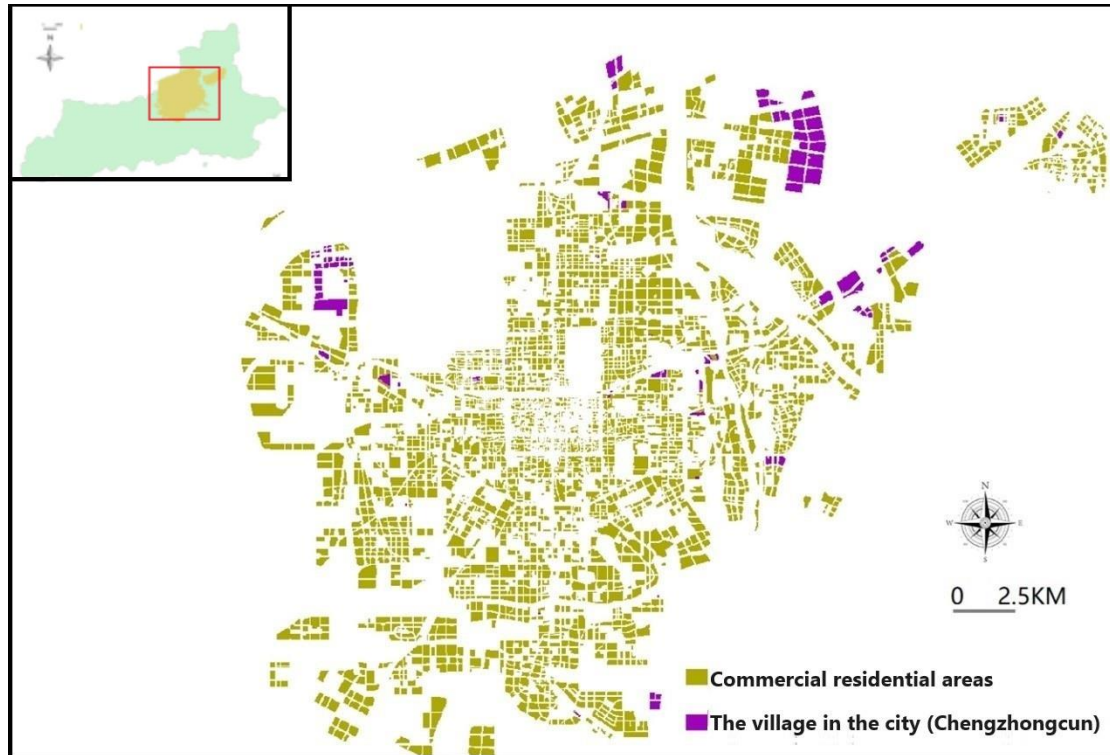 N
N
W
E
S
0 2.5KM
Commercial residential areas
The village in the city (Chengzhongcun)